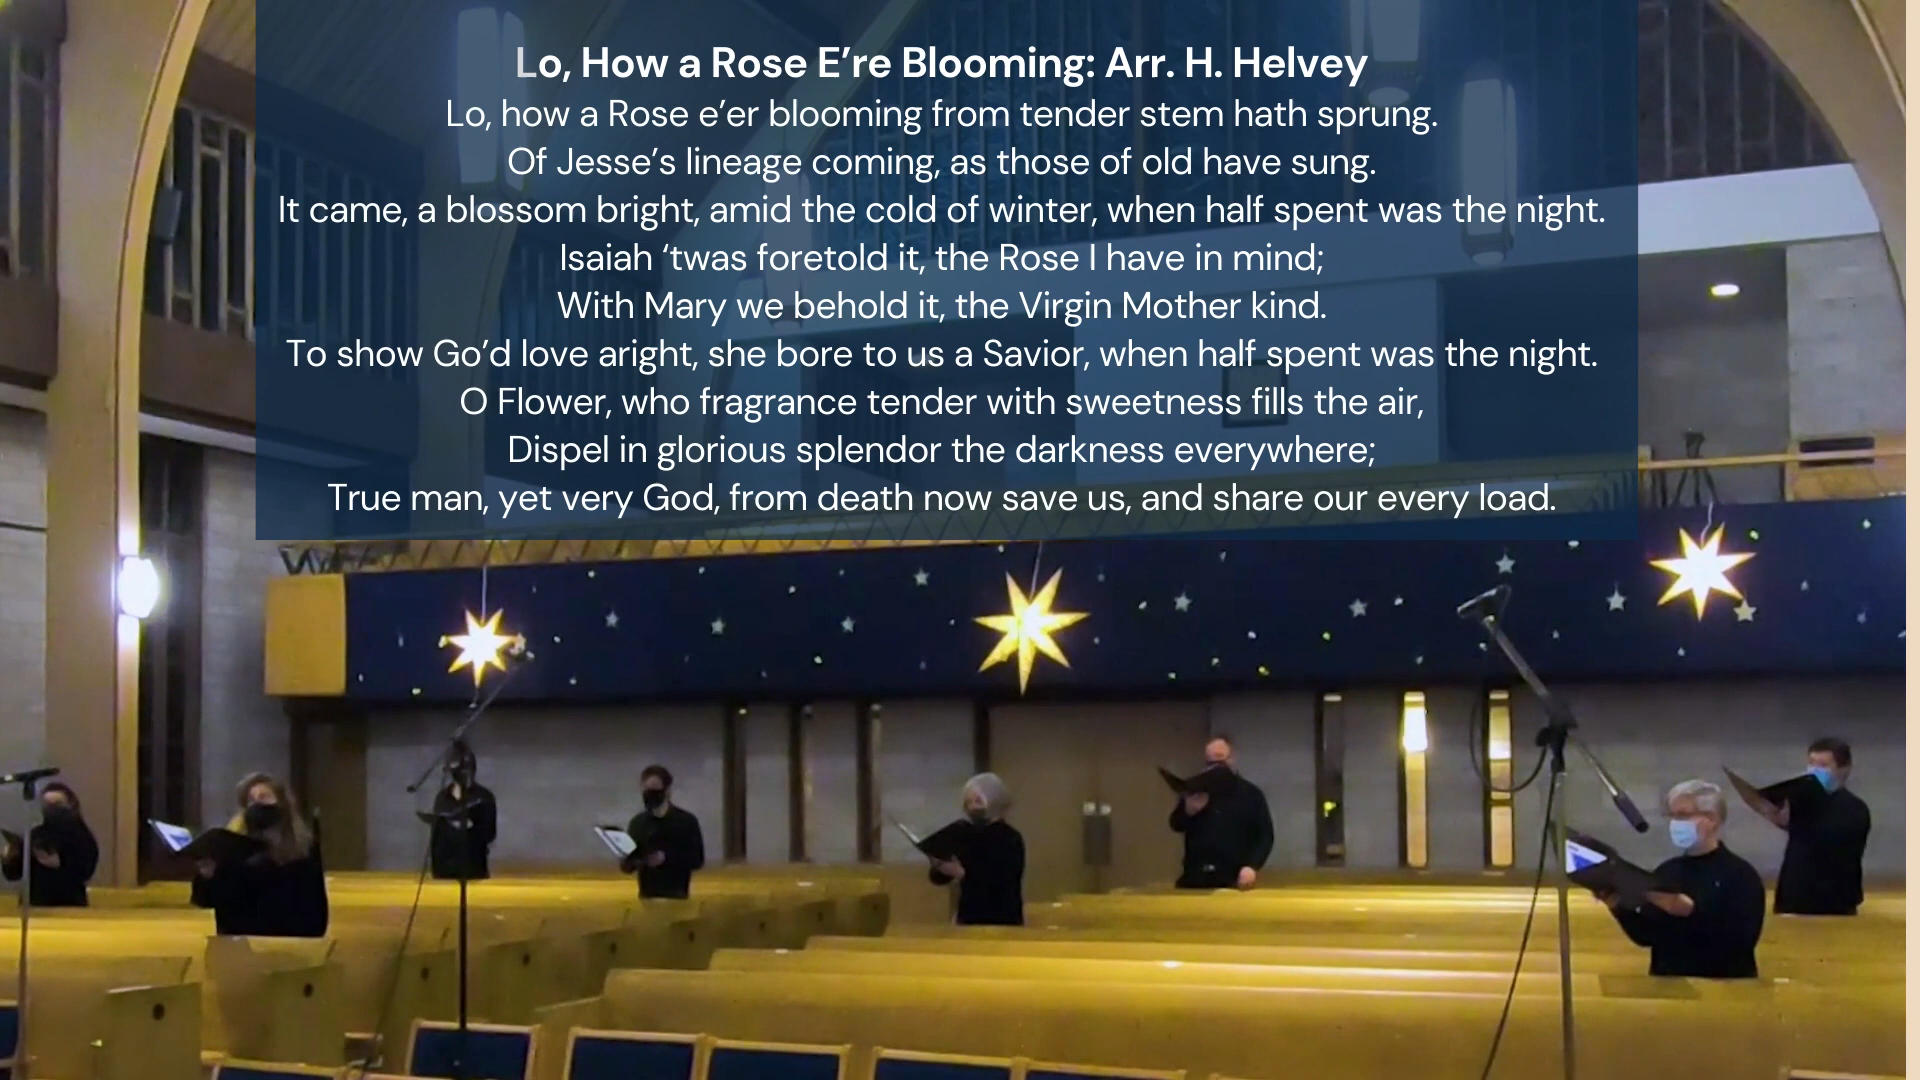 Lo, How a Rose E’re Blooming: Arr. H. Helvey
Lo, how a Rose e’er blooming from tender stem hath sprung.
Of Jesse’s lineage coming, as those of old have sung.
It came, a blossom bright, amid the cold of winter, when half spent was the night.
Isaiah ‘twas foretold it, the Rose I have in mind;
With Mary we behold it, the Virgin Mother kind.
To show Go’d love aright, she bore to us a Savior, when half spent was the night.
O Flower, who fragrance tender with sweetness fills the air,
Dispel in glorious splendor the darkness everywhere;
True man, yet very God, from death now save us, and share our every load.